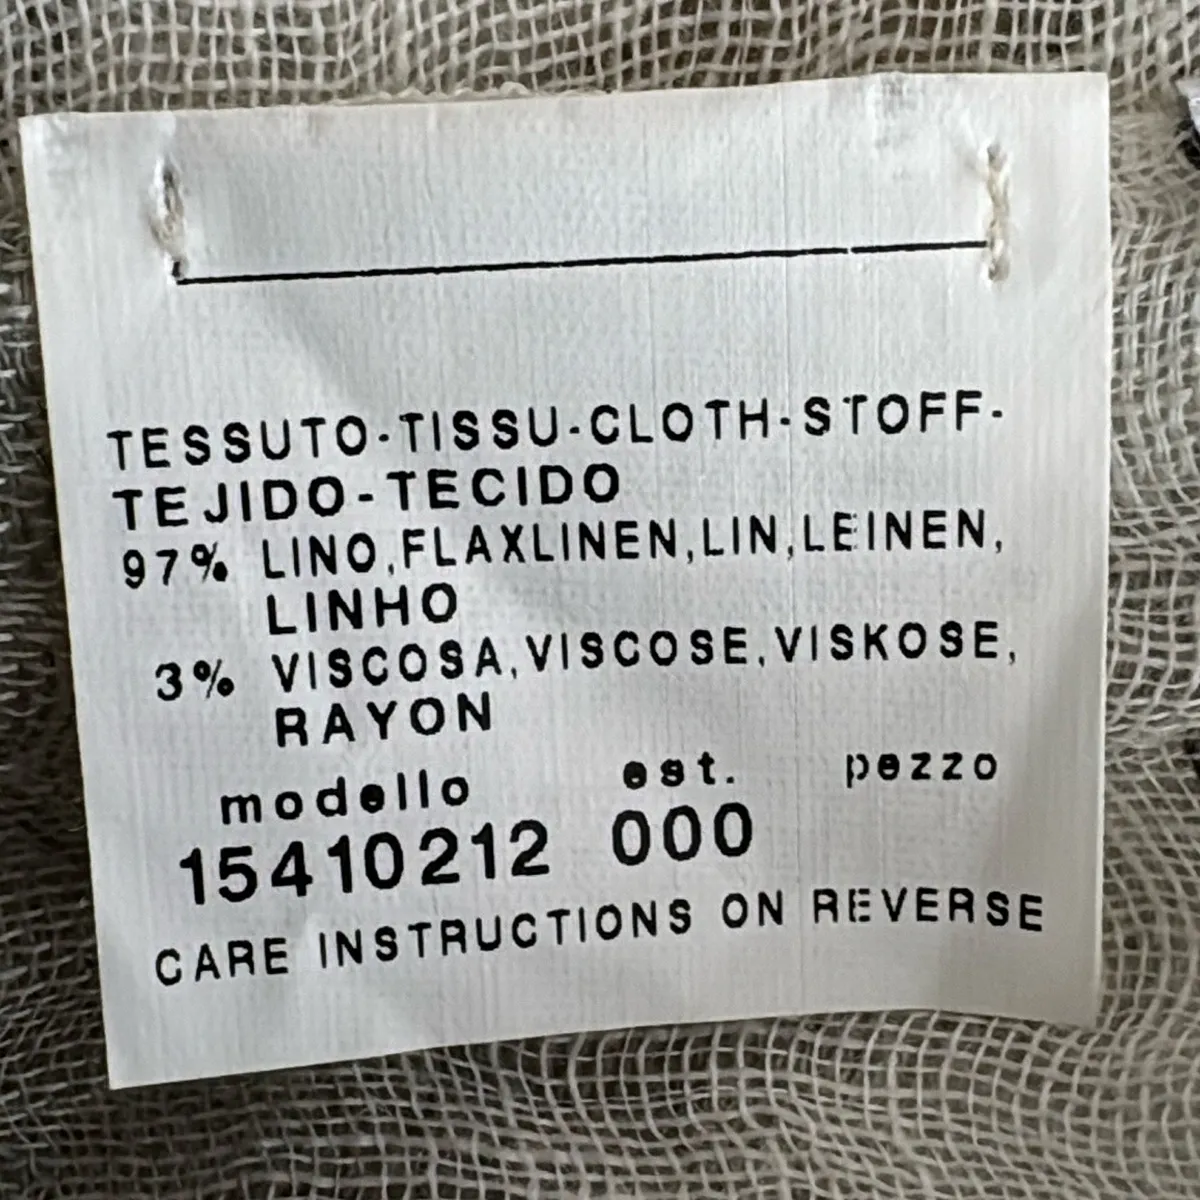 TESSUTO-TISSU-CLOTH-STOFF-
TEJIDO-TECIDO
97% LINO,FLAXLINEN,LIN,LEINEN,
LINHO
3% VISCOSA,VISCOSE,VISKOSE,
RAYON
modello est. pezzo
15410212 000
CARE INSTRUCTIONS ON REVERSE